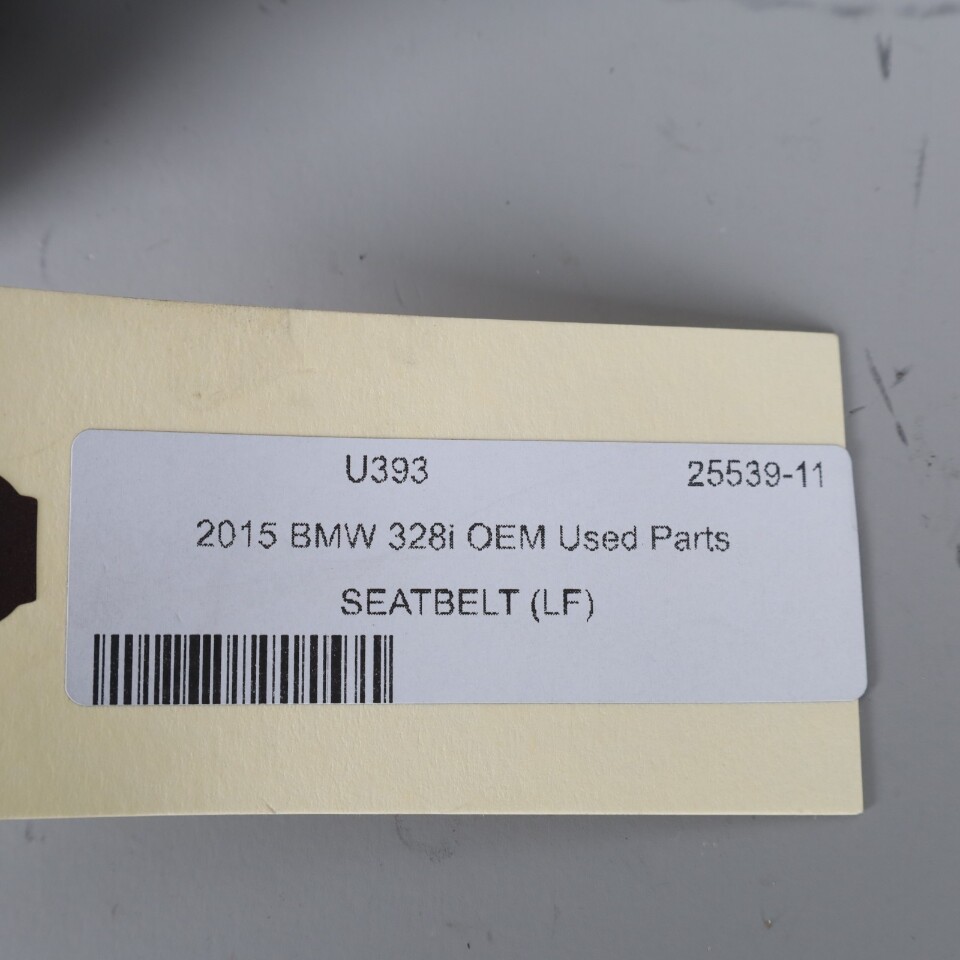 U393 25539-11
2015 BMW 328i OEM Used Parts
SEATBELT (LF)